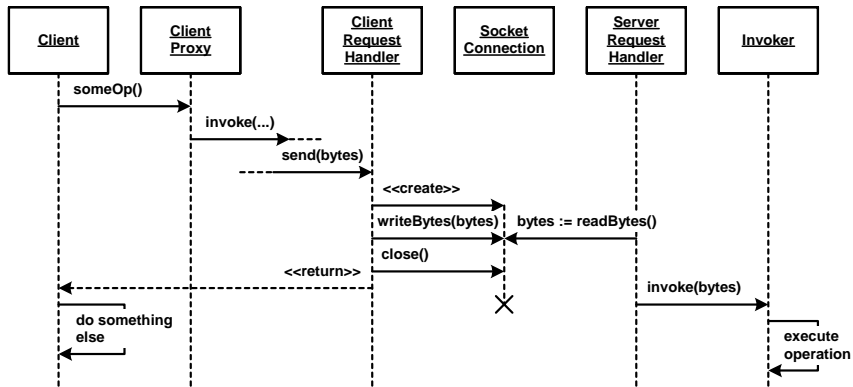 Client
Client
Proxy
Client
Request
Handler
Socket
Connection
Server
Request
Handler
Invoker
someOp()
invoke(...)
send(bytes)
<<create>>
writeBytes(bytes)
bytes := readBytes()
close()
<<return>>
invoke(bytes)
do something
else
execute
operation